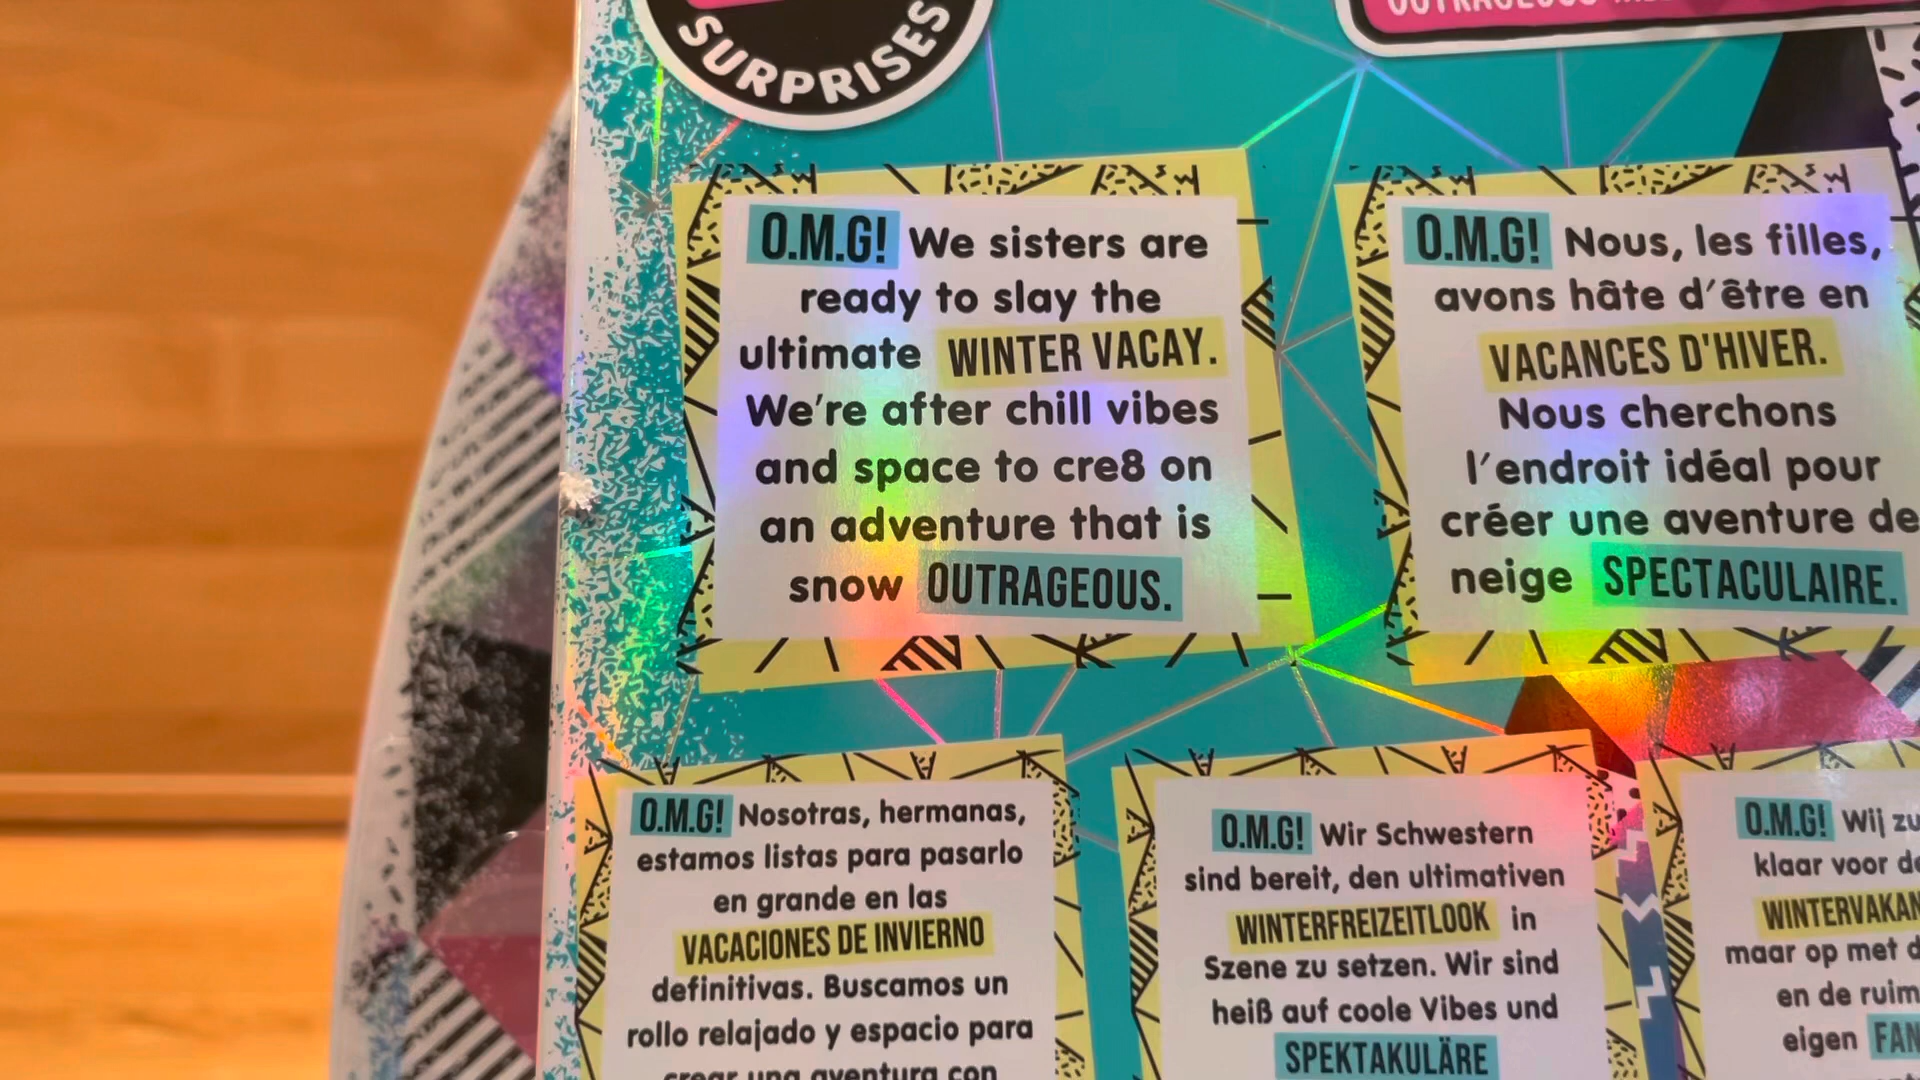 SURPRISES
OUTRAGEOUS
O.M.G! We sisters are
ready to slay the
ultimate WINTER VACAY.
We're after chill vibes
and space to cre8 on
an adventure that is
snow OUTRAGEOUS.
O.M.G! Nous, les filles,
avons hâte d'être en
VACANCES D'HIVER.
Nous cherchons
l'endroit idéal pour
créer une aventure de
neige SPECTACULAIRE.
O.M.G! Nosotras, hermanas,
estamos listas para pasarlo
en grande en las
VACACIONES DE INVIERNO
definitivas. Buscamos un
rollo relajado y espacio para
crear una aventura con
O.M.G! Wir Schwestern
sind bereit, den ultimativen
WINTERFREIZEITLOOK in
Szene zu setzen. Wir sind
heiß auf coole Vibes und
SPEKTAKULÄRE
O.M.G! Wij
klaar voor
maar op met
en de
eigen